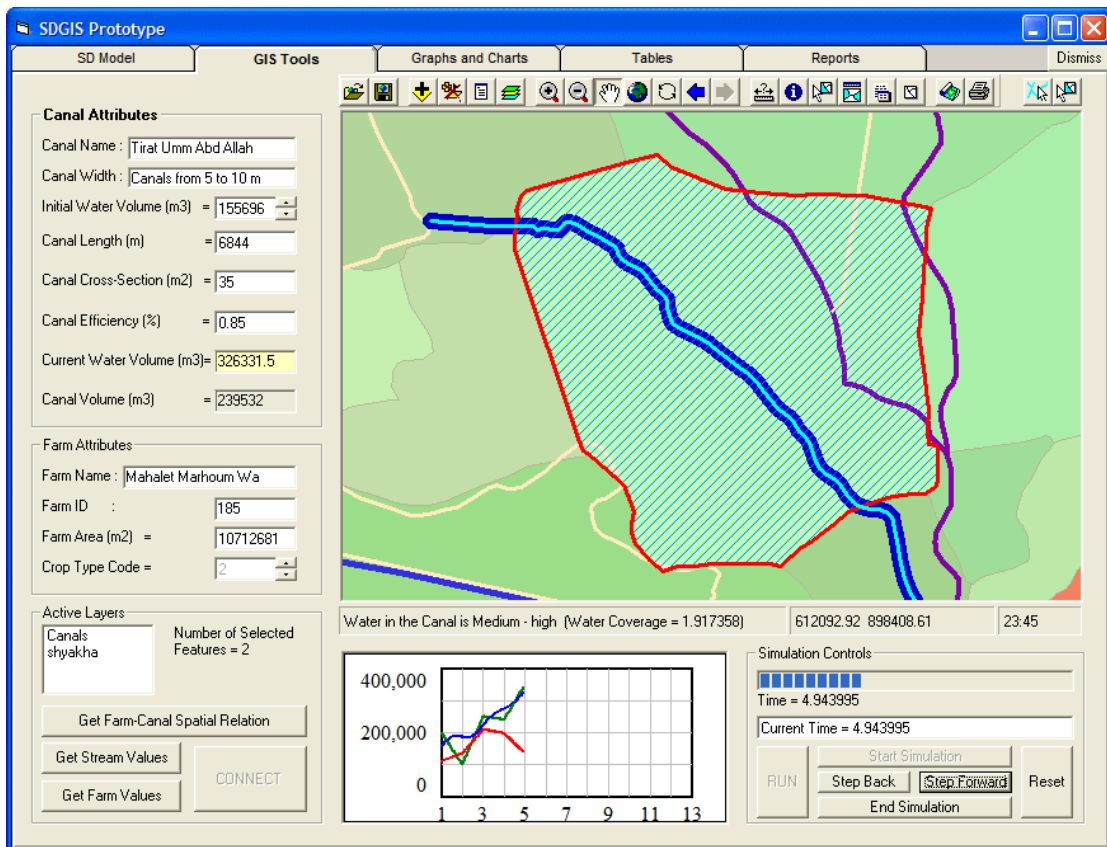 SDGIS Prototype
SD Model
GIS Tools
Graphs and Charts
Tables
Reports
Dismiss
Canal Attributes
Canal Name : Tirat Umm Abd Allah
Canal Width : Canals from 5 to 10 m
Initial Water Volume (m3) = 155696
Canal Length (m) = 6844
Canal Cross-Section (m2) = 35
Canal Efficiency (%) = 0.85
Current Water Volume (m3)= 326331.5
Canal Volume (m3) = 239532
Farm Attributes
Farm Name : Mahalet Marhoum Wa
Farm ID : 185
Farm Area (m2) = 10712681
Crop Type Code = 2
Active Layers
Canals
shyakha
Number of Selected
Features = 2
Get Farm-Canal Spatial Relation
Get Stream Values
Get Farm Values
CONNECT
Water in the Canal is Medium - high (Water Coverage = 1.917358)
612092.92 898408.61
23:45
400,000
200,000
0
1 3 5 7 9 11 13
Simulation Controls
Time = 4.943995
Current Time = 4.943995
RUN
Start Simulation
Step Back
Step Forward
End Simulation
Reset